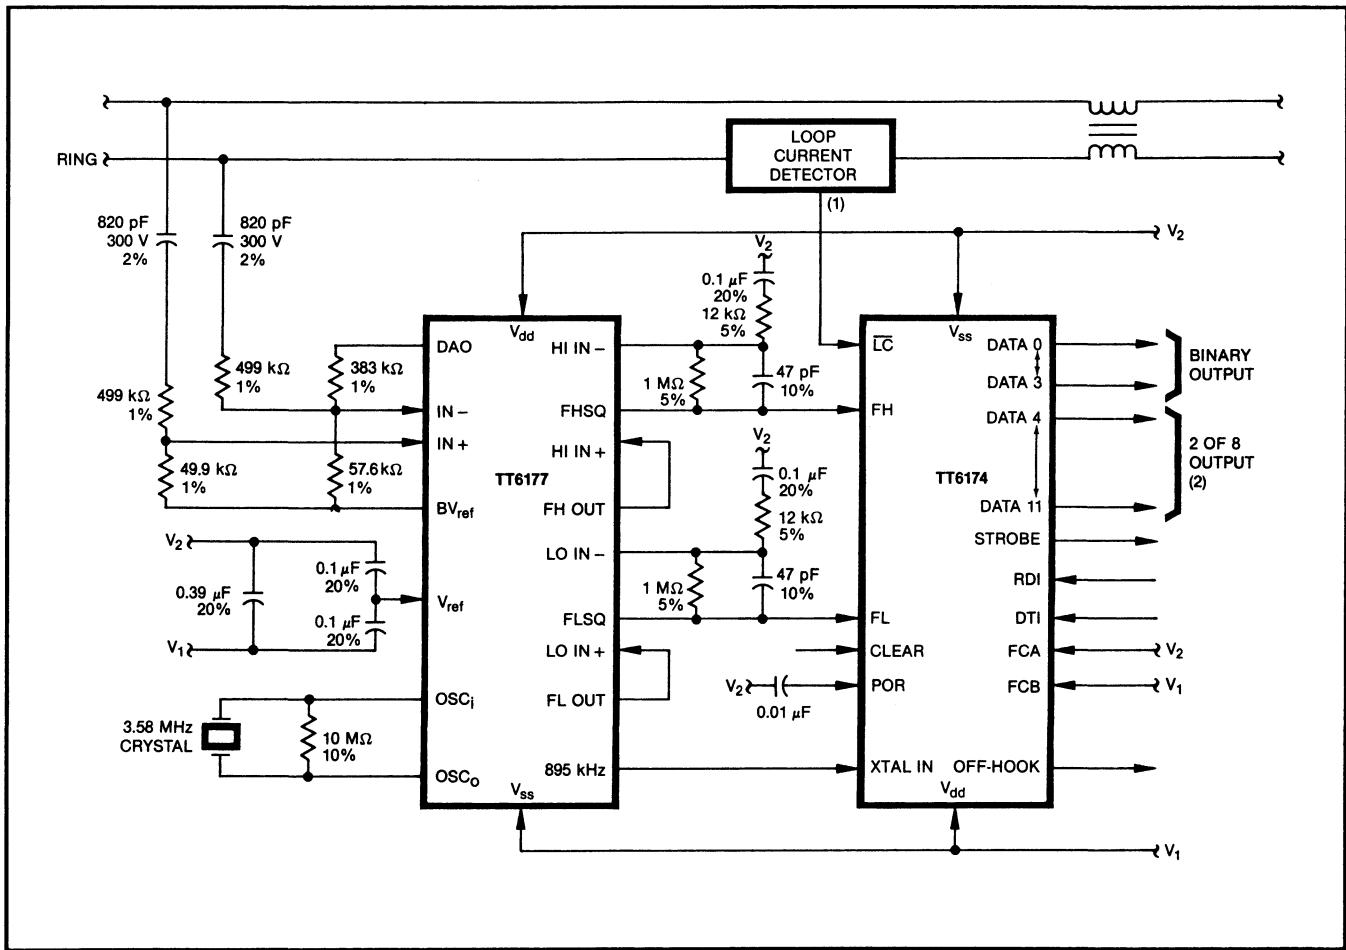 LOOP
CURRENT
DETECTOR
(1)
RING
820 pF
300 V
2%
820 pF
300 V
2%
V2
V2
0.1 μF
20%
12 kΩ
5%
499 kΩ
1%
499 kΩ
1%
383 kΩ
1%
49.9 kΩ
1%
57.6 kΩ
1%
V2
V1
0.39 μF
20%
0.1 μF
20%
0.1 μF
20%
3.58 MHz
CRYSTAL
10 MΩ
10%
Vdd
DAO
IN -
IN +
BVref
Vref
OSCi
OSCo
TT6177
HI IN -
FHSQ
HI IN +
FH OUT
LO IN -
FLSQ
LO IN +
FL OUT
895 kHz
Vss
1 MΩ
5%
47 pF
10%
V2
0.1 μF
20%
12 kΩ
5%
1 MΩ
5%
47 pF
10%
V2
0.01 μF
Vss
LC
FH
FL
CLEAR
POR
XTAL IN
TT6174
DATA 0
DATA 3
DATA 4
DATA 11
STROBE
RDI
DTI
FCA
FCB
OFF-HOOK
Vdd
BINARY
OUTPUT
2 OF 8
OUTPUT
(2)
V2
V1
V1